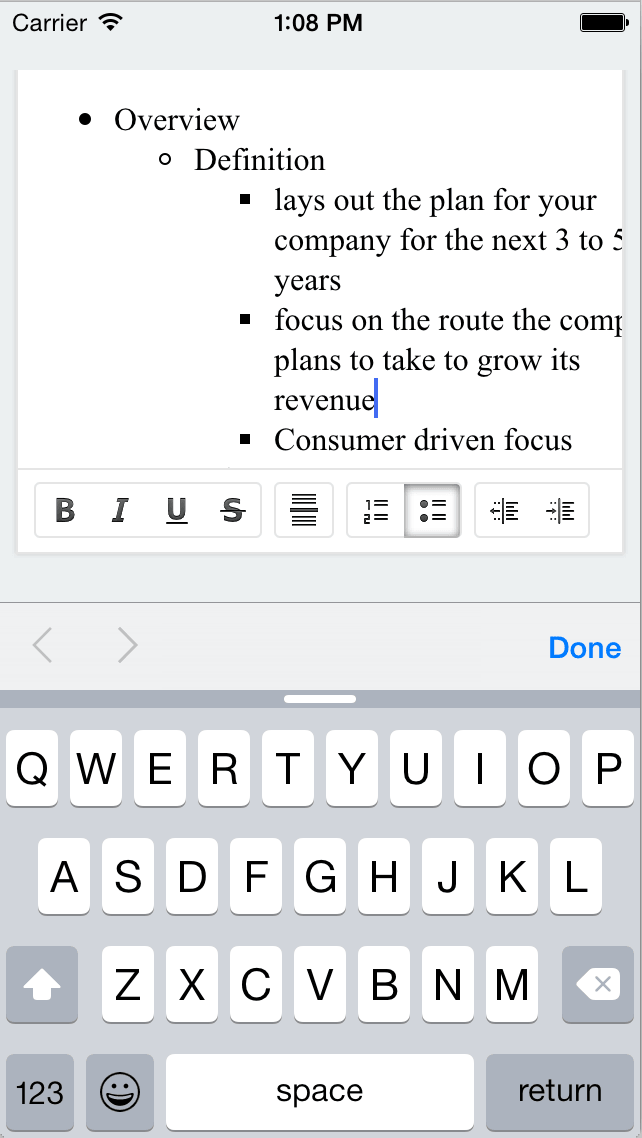 Carrier 1:08 PM
Overview
Definition
lays out the plan for your
company for the next 3 to 5
years
focus on the route the comp
plans to take to grow its
revenue
Consumer driven focus
B I U S
Done
Q W E R T Y U I O P
A S D F G H J K L
Z X C V B N M
123 space return